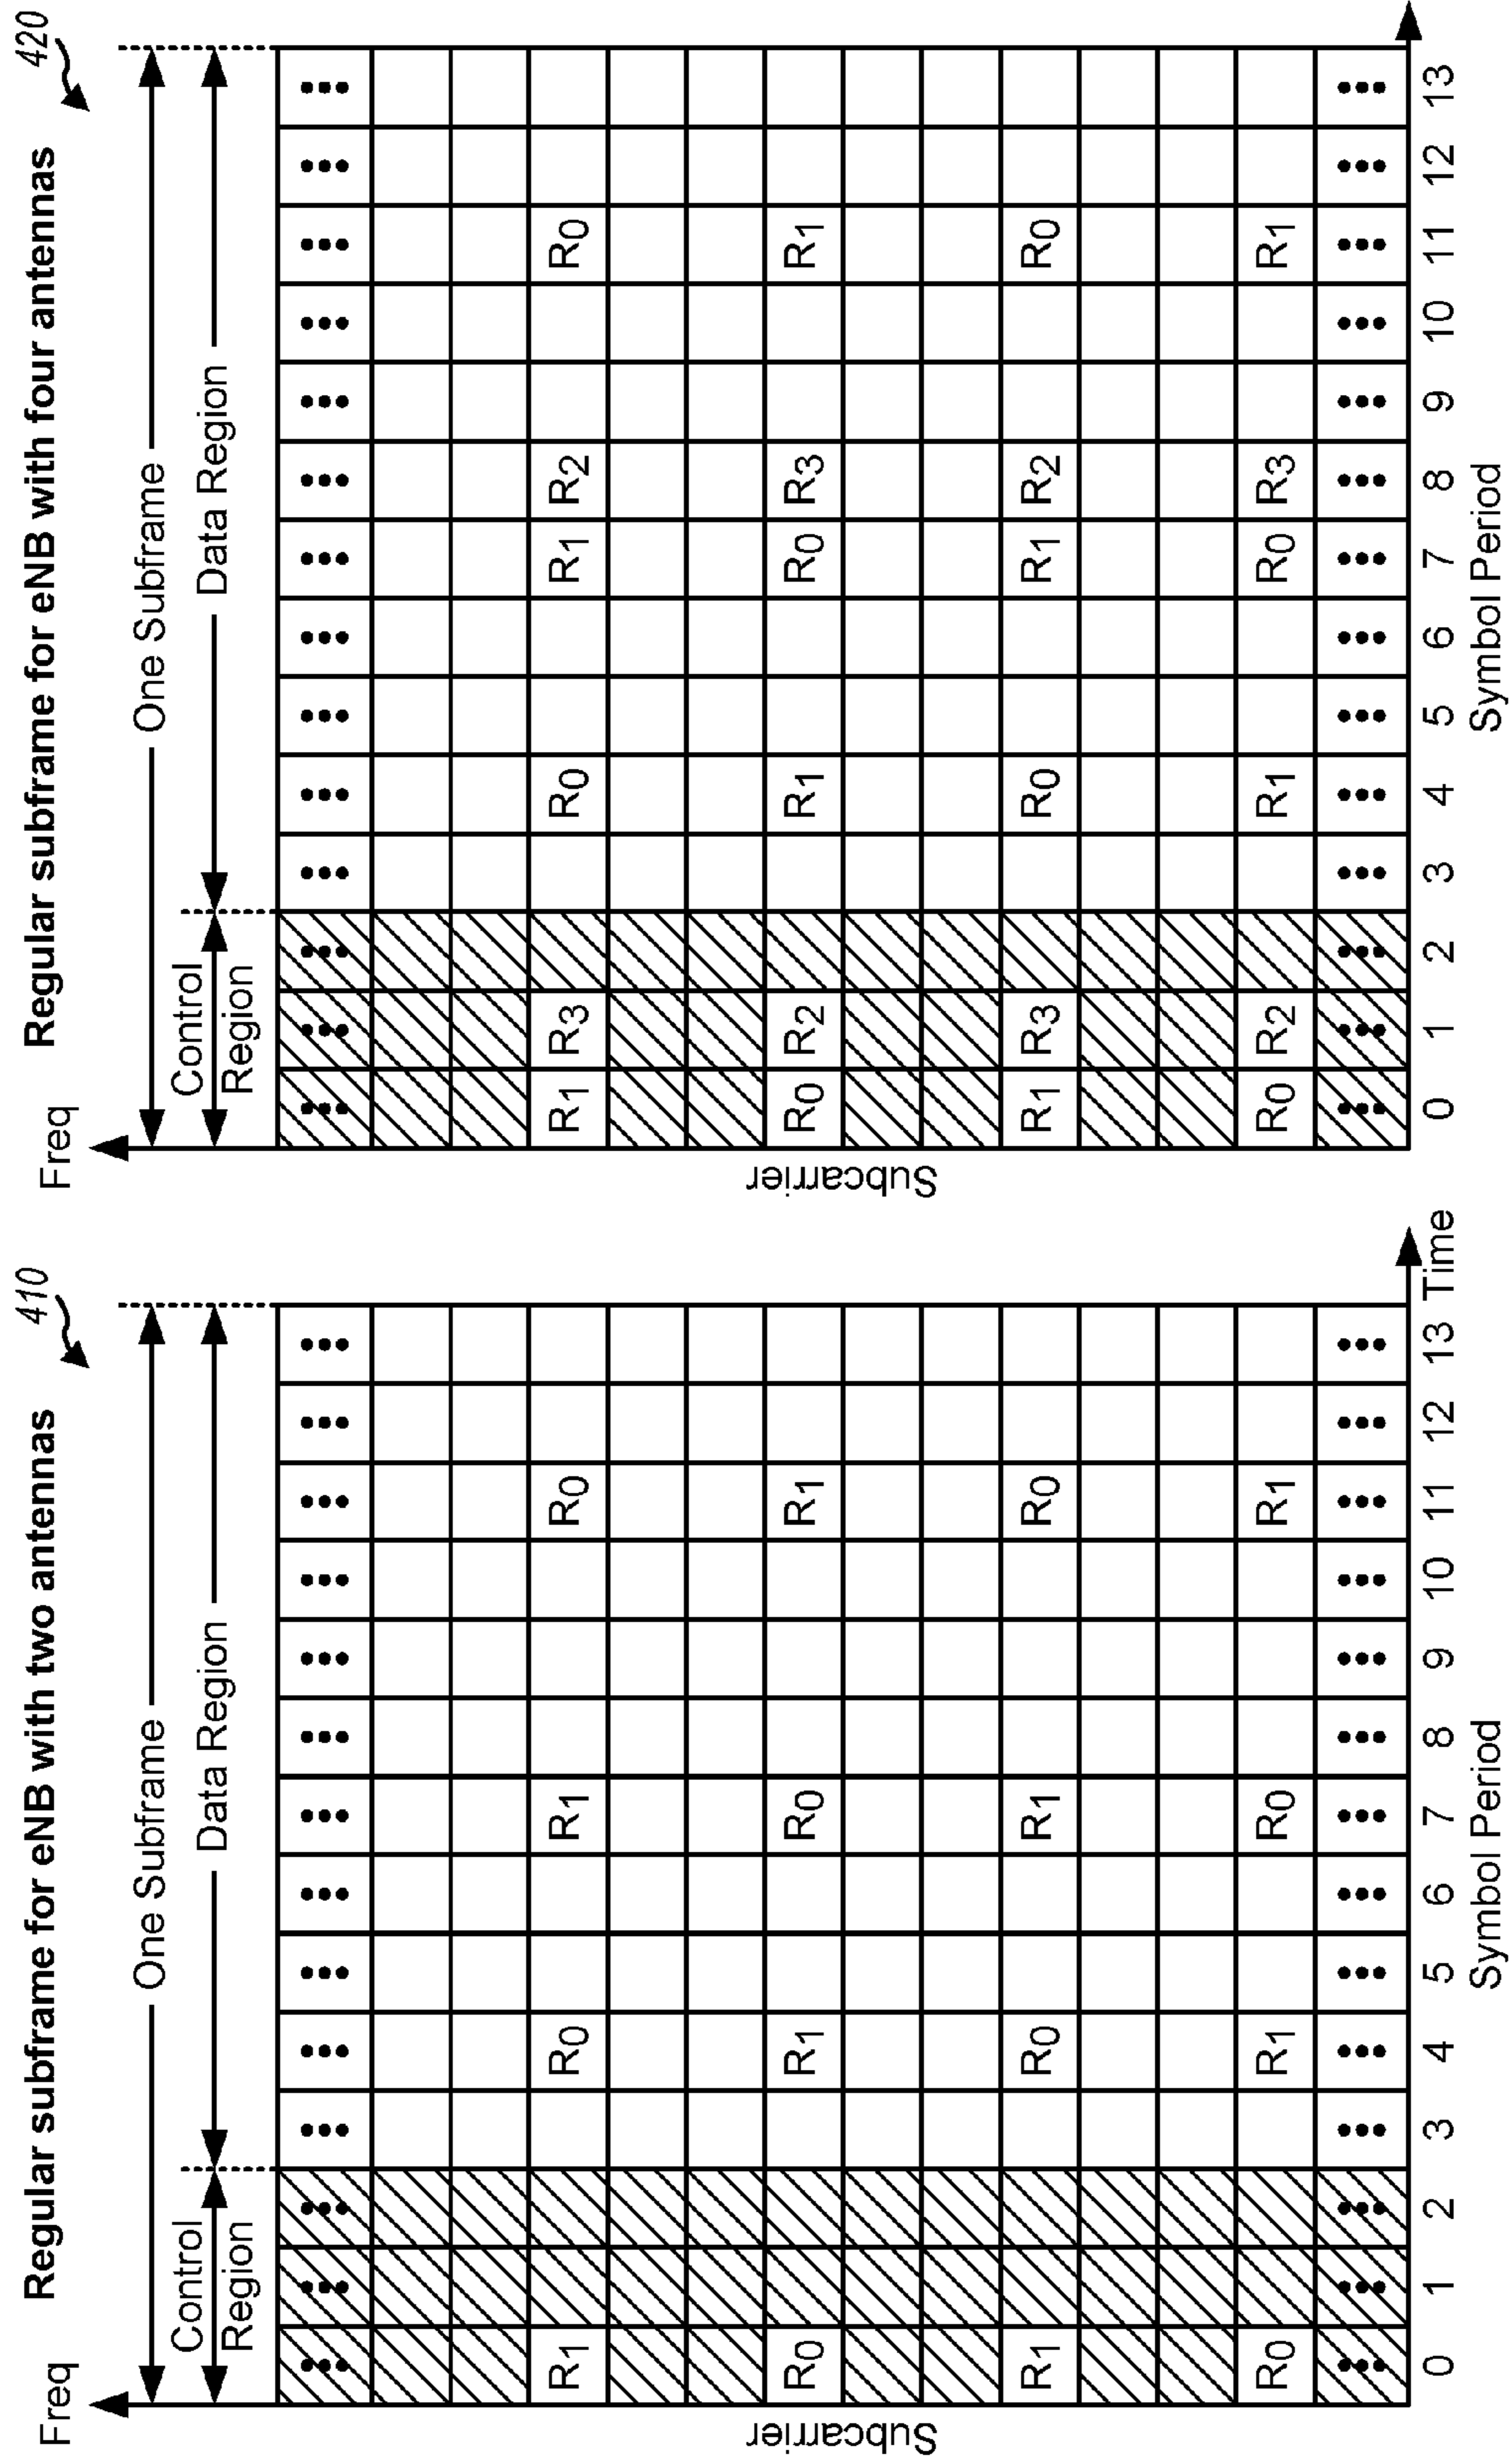 Regular subframe for eNB with two antennas
410
Freq
One Subframe
Control
Region
Data Region
Subcarrier
... ... ... ... ... ... ... ... ... ... ... ... ... ...
R1 R0 R1 R0
R0 R1 R0 R1
R1 R0 R1 R0
R0 R1 R0 R1
... ... ... ... ... ... ... ... ... ... ... ... ... ...
0 1 2 3 4 5 6 7 8 9 10 11 12 13
Time
Symbol Period
Regular subframe for eNB with four antennas
420
Freq
One Subframe
Control
Region
Data Region
Subcarrier
... ... ... ... ... ... ... ... ... ... ... ... ... ...
R1 R3 R0 R1 R2 R0
R0 R2 R1 R0 R3 R1
R1 R3 R0 R1 R2 R0
R0 R2 R1 R0 R3 R1
... ... ... ... ... ... ... ... ... ... ... ... ... ...
0 1 2 3 4 5 6 7 8 9 10 11 12 13
Symbol Period